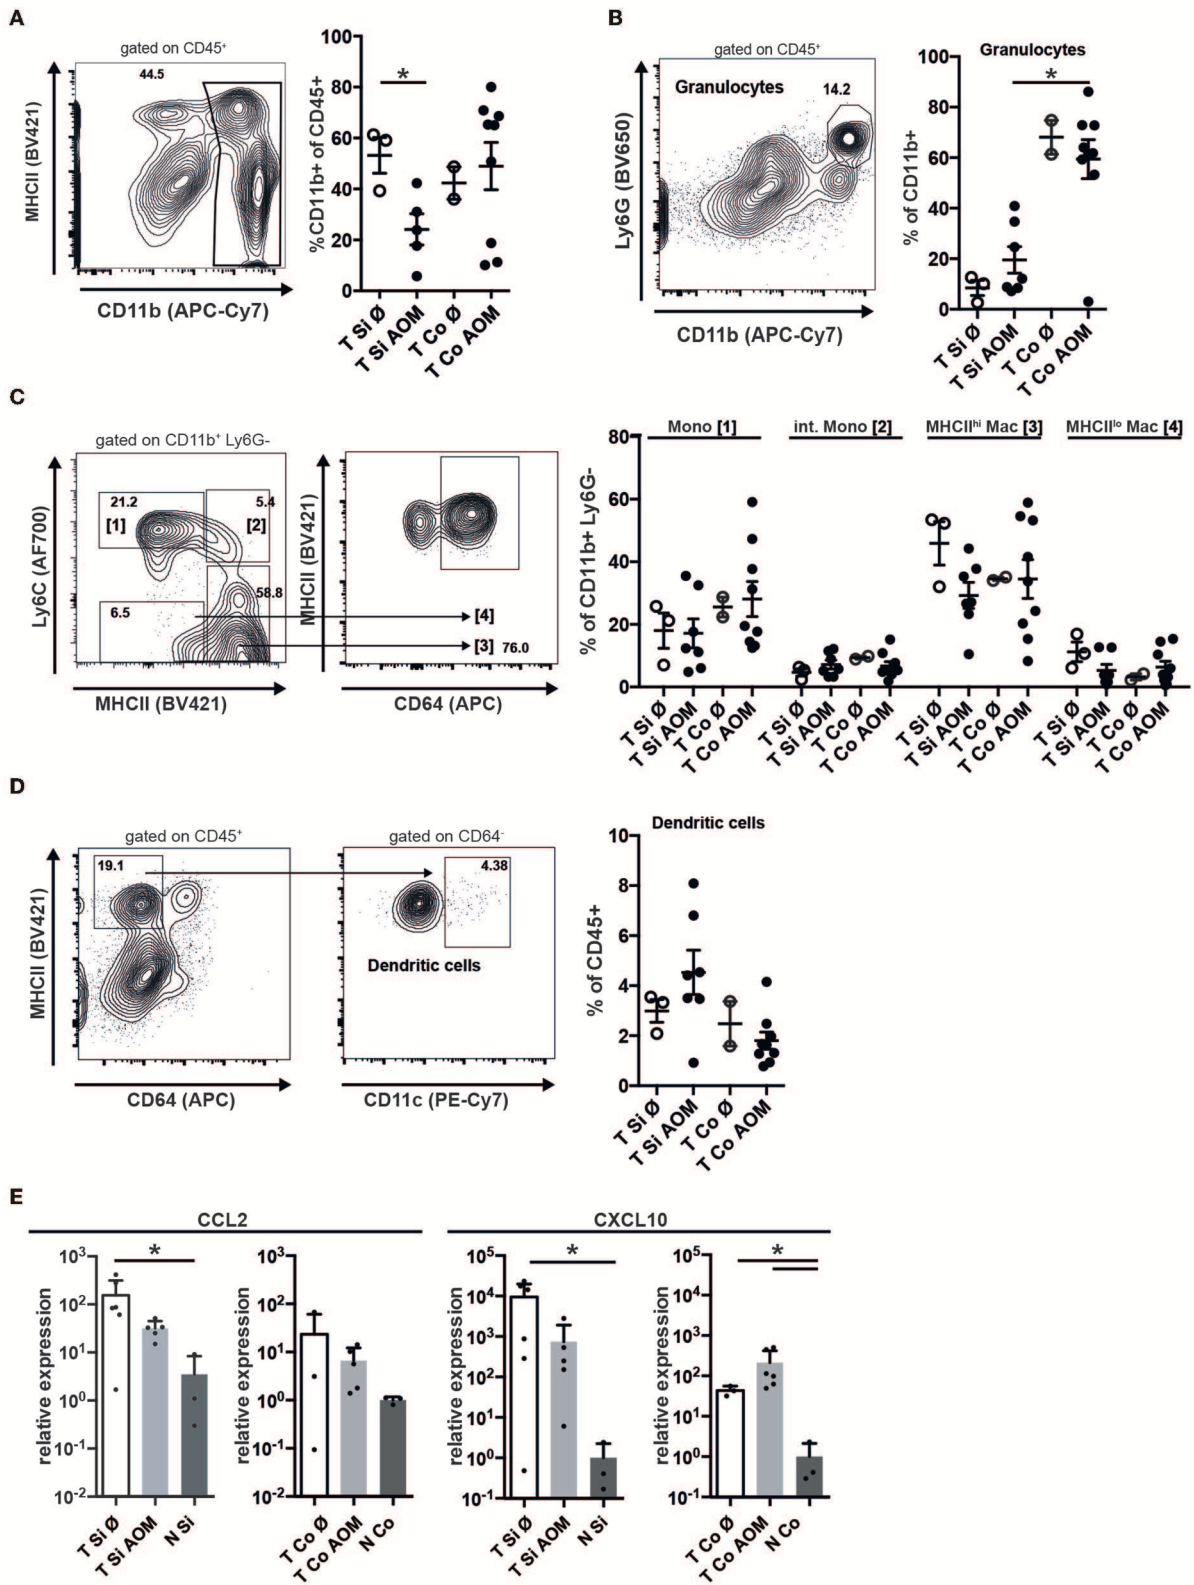 A
gated on CD45+
44.5
MHCII (BV421)
CD11b (APC-Cy7)
%CD11b+ of CD45+
100
80
60
40
20
0
*
T Si Ø
T Si AOM
T Co Ø
T Co AOM
B
gated on CD45+
Granulocytes
14.2
Ly6G (BV650)
CD11b (APC-Cy7)
Granulocytes
% of CD11b+
100
80
60
40
20
0
*
T Si Ø
T Si AOM
T Co Ø
T Co AOM
C
gated on CD11b+ Ly6G-
21.2
[1]
5.4
[2]
58.8
6.5
Ly6C (AF700)
MHCII (BV421)
MHCII (BV421)
[4]
[3] 76.0
CD64 (APC)
% of CD11b+ Ly6G-
80
60
40
20
0
Mono [1]
int. Mono [2]
MHCIIhi Mac [3]
MHCIIlo Mac [4]
T Si Ø
T Si AOM
T Co Ø
T Co AOM
T Si Ø
T Si AOM
T Co Ø
T Co AOM
T Si Ø
T Si AOM
T Co Ø
T Co AOM
T Si Ø
T Si AOM
T Co Ø
T Co AOM
D
gated on CD45+
19.1
MHCII (BV421)
CD64 (APC)
gated on CD64-
4.38
Dendritic cells
CD11c (PE-Cy7)
Dendritic cells
% of CD45+
10
8
6
4
2
0
T Si Ø
T Si AOM
T Co Ø
T Co AOM
E
CCL2
relative expression
10³
10²
10¹
10⁰
10⁻¹
10⁻²
*
T Si Ø
T Si AOM
N Si
relative expression
10³
10²
10¹
10⁰
10⁻¹
10⁻²
T Co Ø
T Co AOM
N Co
CXCL10
relative expression
10⁵
10⁴
10³
10²
10¹
10⁰
10⁻¹
*
T Si Ø
T Si AOM
N Si
relative expression
10⁵
10⁴
10³
10²
10¹
10⁰
10⁻¹
*
T Co Ø
T Co AOM
N Co